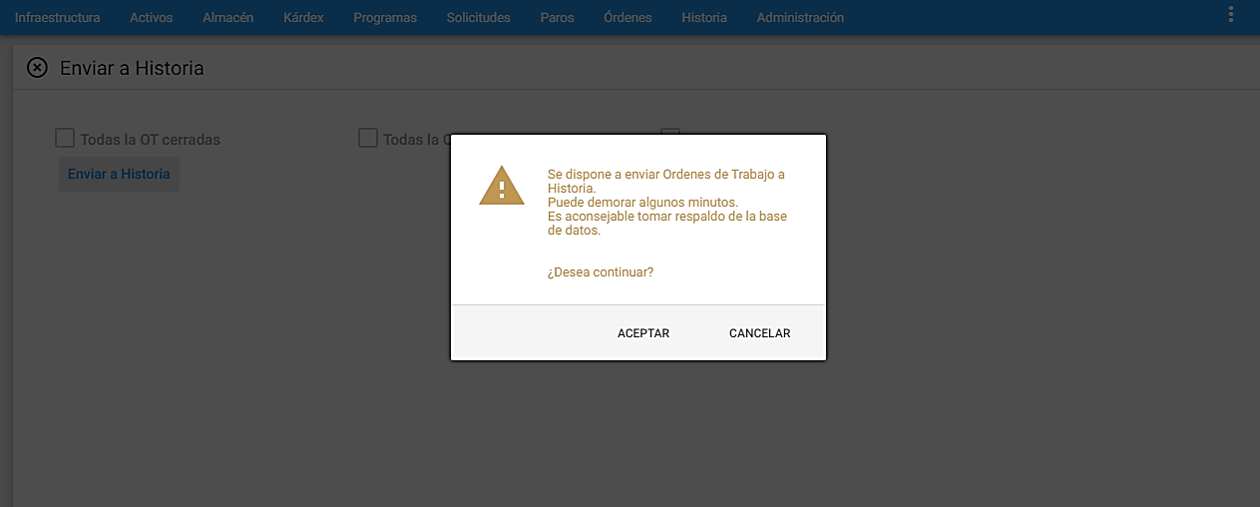 Infraestructura Activos Almacén Kárdex Programas Solicitudes Paros Órdenes Historia Administración
Enviar a Historia
Todas la OT cerradas Todas la
Enviar a Historia
Se dispone a enviar Ordenes de Trabajo a
Historia.
Puede demorar algunos minutos.
Es aconsejable tomar respaldo de la base
de datos.
¿Desea continuar?
ACEPTAR CANCELAR